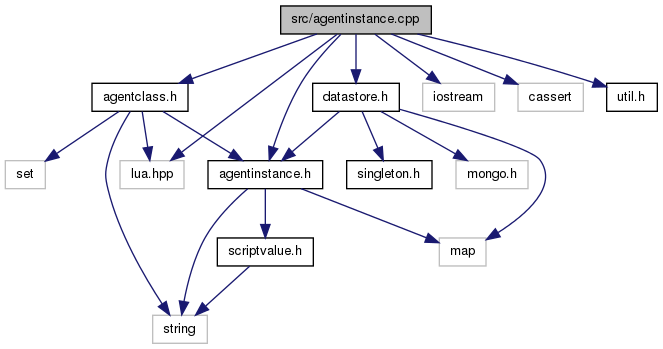 src/agentinstance.cpp
agentclass.h
datastore.h
iostream
cassert
util.h
set
lua.hpp
agentinstance.h
singleton.h
mongo.h
scriptvalue.h
map
string